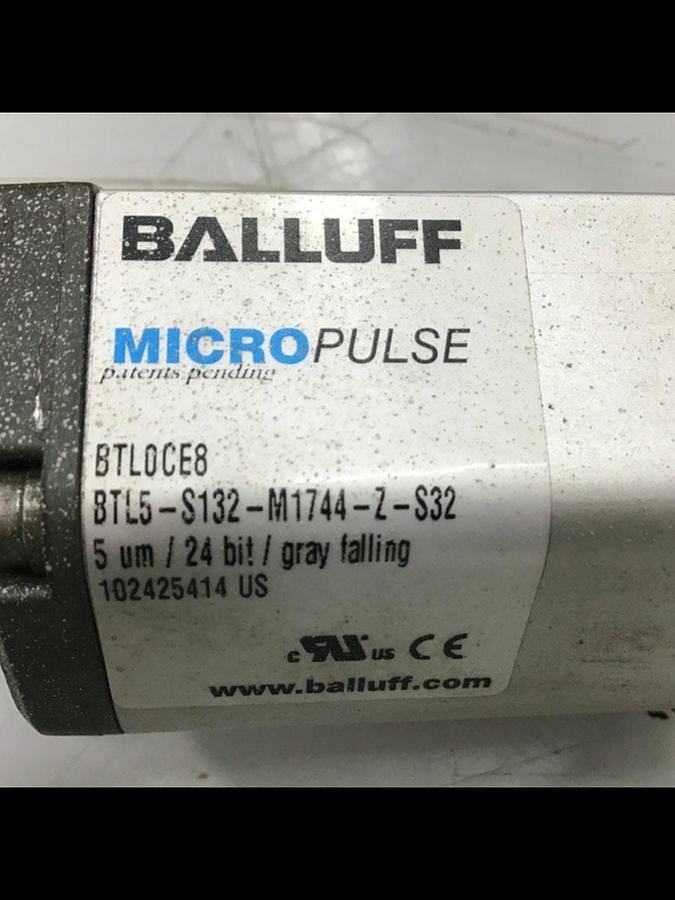 BALLUFF
MICROPULSE
patents pending
BTL0CE8
BTL5-S132-M1744-Z-S32
5 um / 24 bit / gray falling
102425414 US
c RU us CE
www.balluff.com